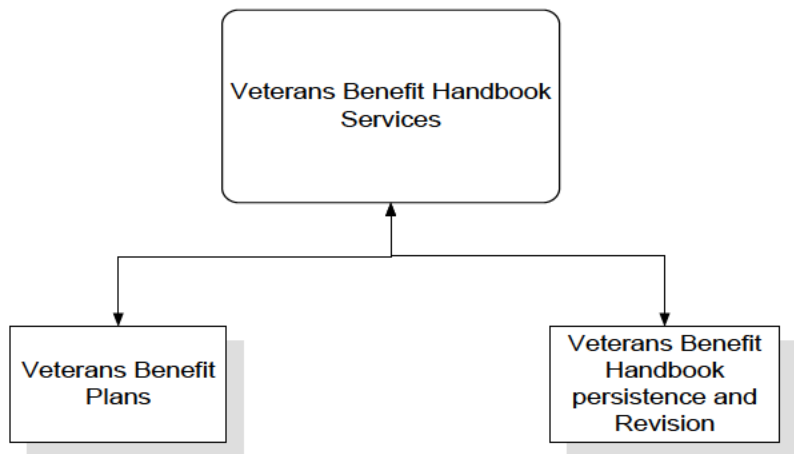 Veterans Benefit Handbook
Services
Veterans Benefit
Plans
Veterans Benefit
Handbook
persistence and
Revision